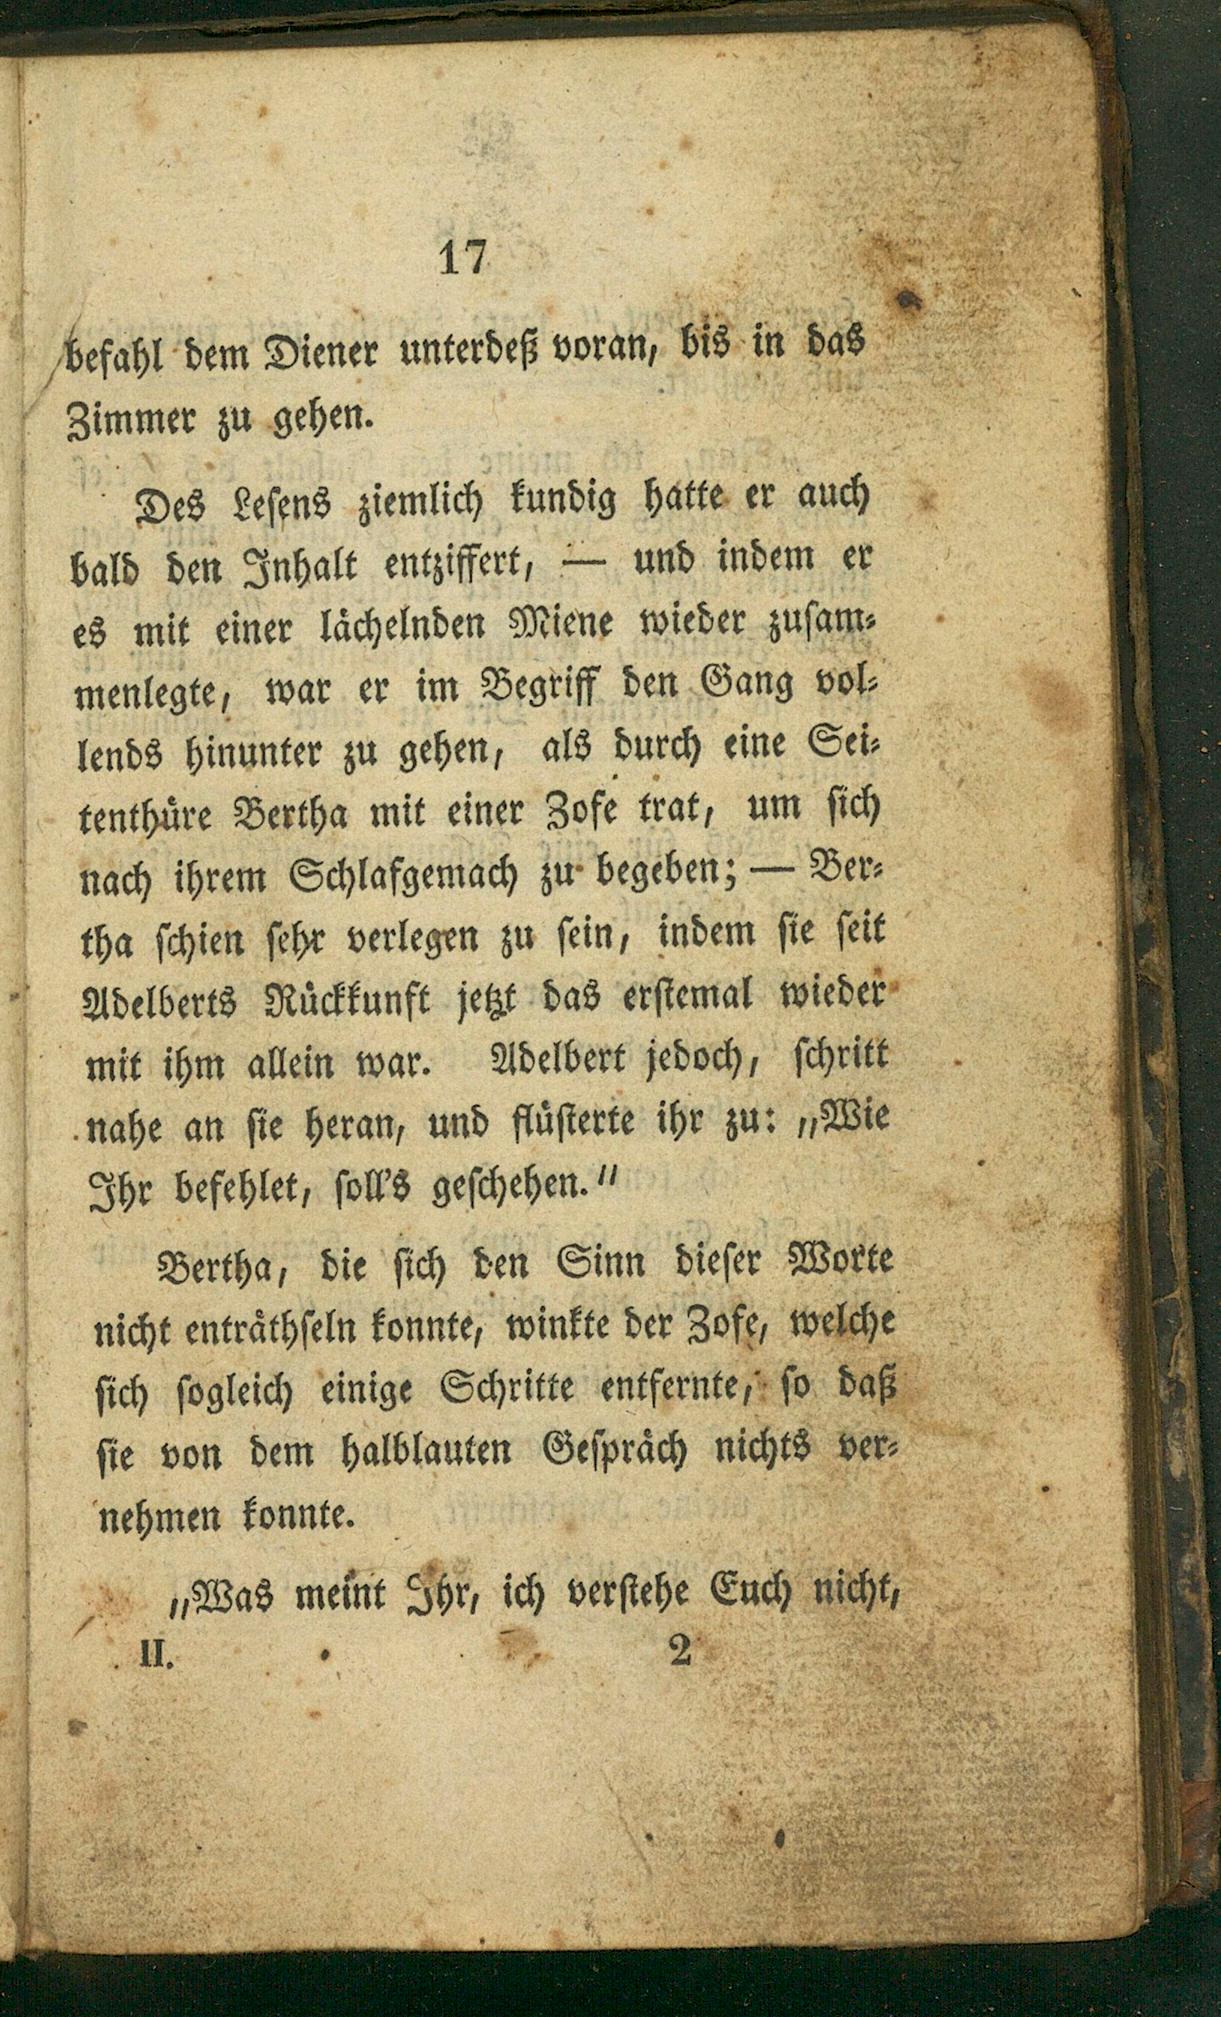 17
befahl dem Diener unterdeß voran, bis in das
Zimmer zu gehen.
Des Lesens ziemlich kundig hatte er auch
bald den Inhalt entziffert, — und indem er
es mit einer lächelnden Miene wieder zusam-
menlegte, war er im Begriff den Gang vol-
lends hinunter zu gehen, als durch eine Sei-
tenthüre Bertha mit einer Zofe trat, um sich
nach ihrem Schlafgemach zu begeben; — Ber-
tha schien sehr verlegen zu sein, indem sie seit
Adelberts Rückkunft jetzt das erstemal wieder
mit ihm allein war. Adelbert jedoch, schritt
nahe an sie heran, und flüsterte ihr zu: „Wie
Ihr befehlet, soll's geschehen."
Bertha, die sich den Sinn dieser Worte
nicht enträthseln konnte, winkte der Zofe, welche
sich sogleich einige Schritte entfernte, so daß
sie von dem halblauten Gespräch nichts ver-
nehmen konnte.
„Was meint Ihr, ich verstehe Euch nicht,
II. 2